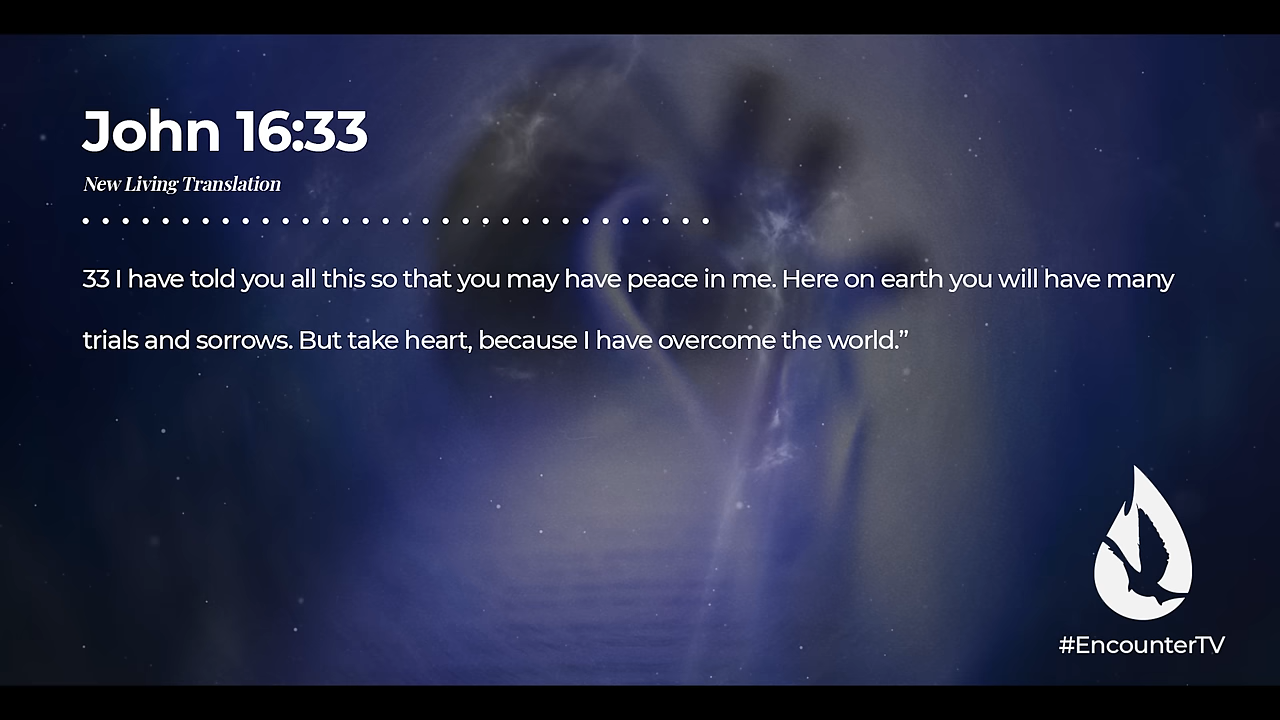 John 16:33
New Living Translation
33 I have told you all this so that you may have peace in me. Here on earth you will have many
trials and sorrows. But take heart, because I have overcome the world.”
#EncounterTV